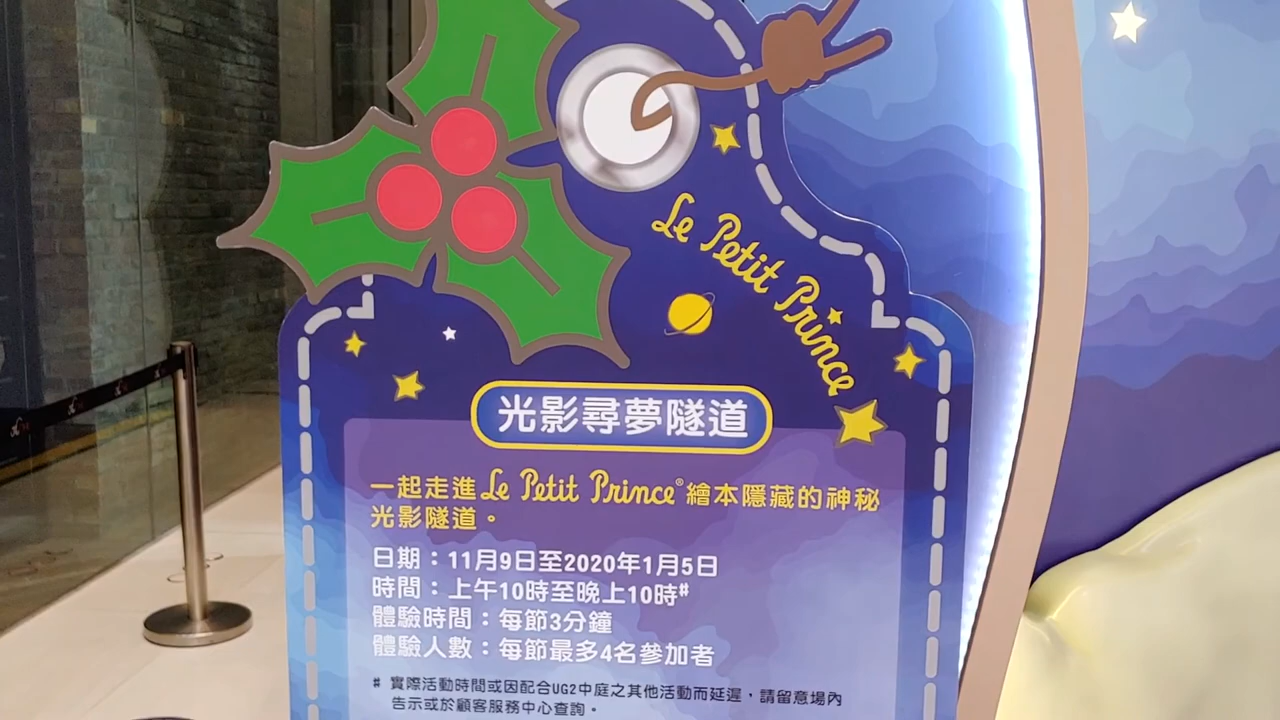 Le Petit Prince
光影尋夢隧道
一起走進Le Petit Prince®繪本隱藏的神秘
光影隧道。
日期：11月9日至2020年1月5日
時間：上午10時至晚上10時#
體驗時間：每節3分鐘
體驗人數：每節最多4名參加者
# 實際活動時間或因配合UG2中庭之其他活動而延遲，請留意場內
告示或於顧客服務中心查詢。